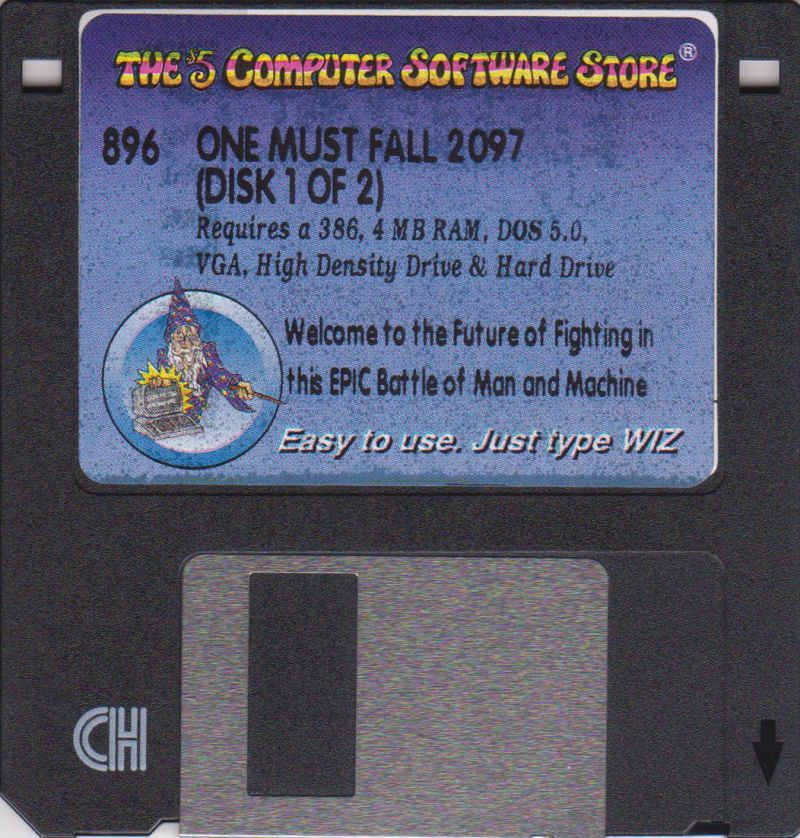 THE $5 COMPUTER SOFTWARE STORE®
896 ONE MUST FALL 2097
(DISK 1 OF 2)
Requires a 386, 4 MB RAM, DOS 5.0,
VGA, High Density Drive & Hard Drive
Welcome to the Future of Fighting in
this EPIC Battle of Man and Machine
Easy to use. Just type WIZ
CH